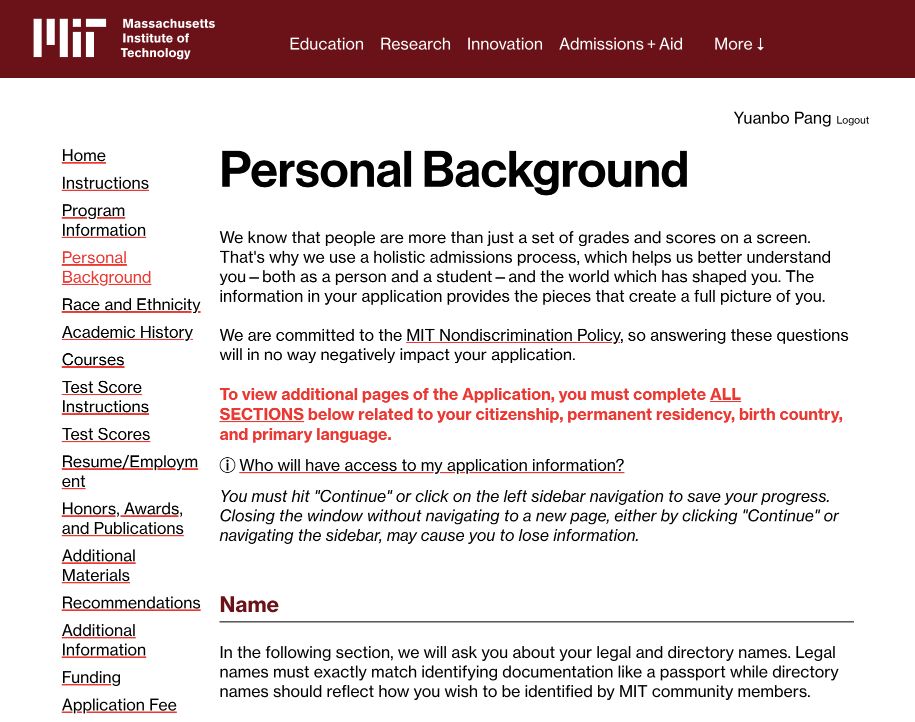 Massachusetts
Institute of
Technology
Education Research Innovation Admissions + Aid More ↓
Yuanbo Pang Logout
Home
Instructions
Program
Information
Personal
Background
Race and Ethnicity
Academic History
Courses
Test Score
Instructions
Test Scores
Resume/Employm
ent
Honors, Awards,
and Publications
Additional
Materials
Recommendations
Additional
Information
Funding
Application Fee
Personal Background
We know that people are more than just a set of grades and scores on a screen.
That's why we use a holistic admissions process, which helps us better understand
you – both as a person and a student – and the world which has shaped you. The
information in your application provides the pieces that create a full picture of you.
We are committed to the MIT Nondiscrimination Policy, so answering these questions
will in no way negatively impact your application.
To view additional pages of the Application, you must complete ALL
SECTIONS below related to your citizenship, permanent residency, birth country,
and primary language.
ⓘ Who will have access to my application information?
You must hit "Continue" or click on the left sidebar navigation to save your progress.
Closing the window without navigating to a new page, either by clicking "Continue" or
navigating the sidebar, may cause you to lose information.
Name
In the following section, we will ask you about your legal and directory names. Legal
names must exactly match identifying documentation like a passport while directory
names should reflect how you wish to be identified by MIT community members.